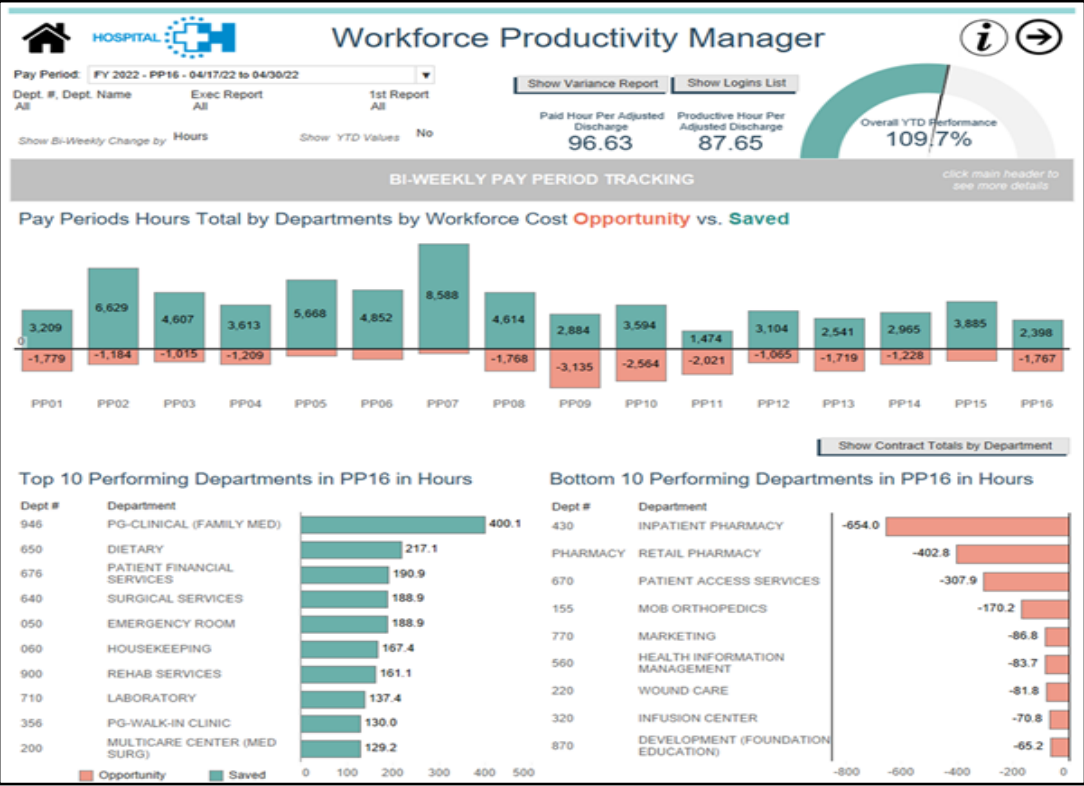 HOSPITAL
Workforce Productivity Manager
i
Pay Period: FY 2022 - PP16 - 04/17/22 to 04/30/22
Dept. #, Dept. Name Exec Report 1st Report
All All All
Show Bi-Weekly Change by Hours Show YTD Values No
Show Variance Report Show Logins List
Paid Hour Per Adjusted Discharge
96.63
Productive Hour Per Adjusted Discharge
87.65
Overall YTD Performance
109.7%
BI-WEEKLY PAY PERIOD TRACKING
click main header to
see more details
Pay Periods Hours Total by Departments by Workforce Cost Opportunity vs. Saved
3,209 6,629 4,607 3,613 5,668 4,852 8,588 4,614 2,884 3,594 1,474 3,104 2,541 2,965 3,885 2,398
0
-1,779 -1,184 -1,015 -1,209 -1,768 -3,135 -2,564 -2,021 -1,065 -1,719 -1,228 -1,767
PP01 PP02 PP03 PP04 PP05 PP06 PP07 PP08 PP09 PP10 PP11 PP12 PP13 PP14 PP15 PP16
Show Contract Totals by Department
Top 10 Performing Departments in PP16 in Hours
Dept # Department
946 PG-CLINICAL (FAMILY MED) 400.1
650 DIETARY 217.1
676 PATIENT FINANCIAL SERVICES 190.9
640 SURGICAL SERVICES 188.9
050 EMERGENCY ROOM 188.9
060 HOUSEKEEPING 167.4
900 REHAB SERVICES 161.1
710 LABORATORY 137.4
356 PG-WALK-IN CLINIC 130.0
200 MULTICARE CENTER (MED SURG) 129.2
Opportunity Saved
0 100 200 300 400 500
Bottom 10 Performing Departments in PP16 in Hours
Dept # Department
430 INPATIENT PHARMACY -654.0
PHARMACY RETAIL PHARMACY -402.8
670 PATIENT ACCESS SERVICES -307.9
155 MOB ORTHOPEDICS -170.2
770 MARKETING -86.8
560 HEALTH INFORMATION MANAGEMENT -83.7
220 WOUND CARE -81.8
320 INFUSION CENTER -70.8
870 DEVELOPMENT (FOUNDATION EDUCATION) -65.2
-800 -600 -400 -200 0